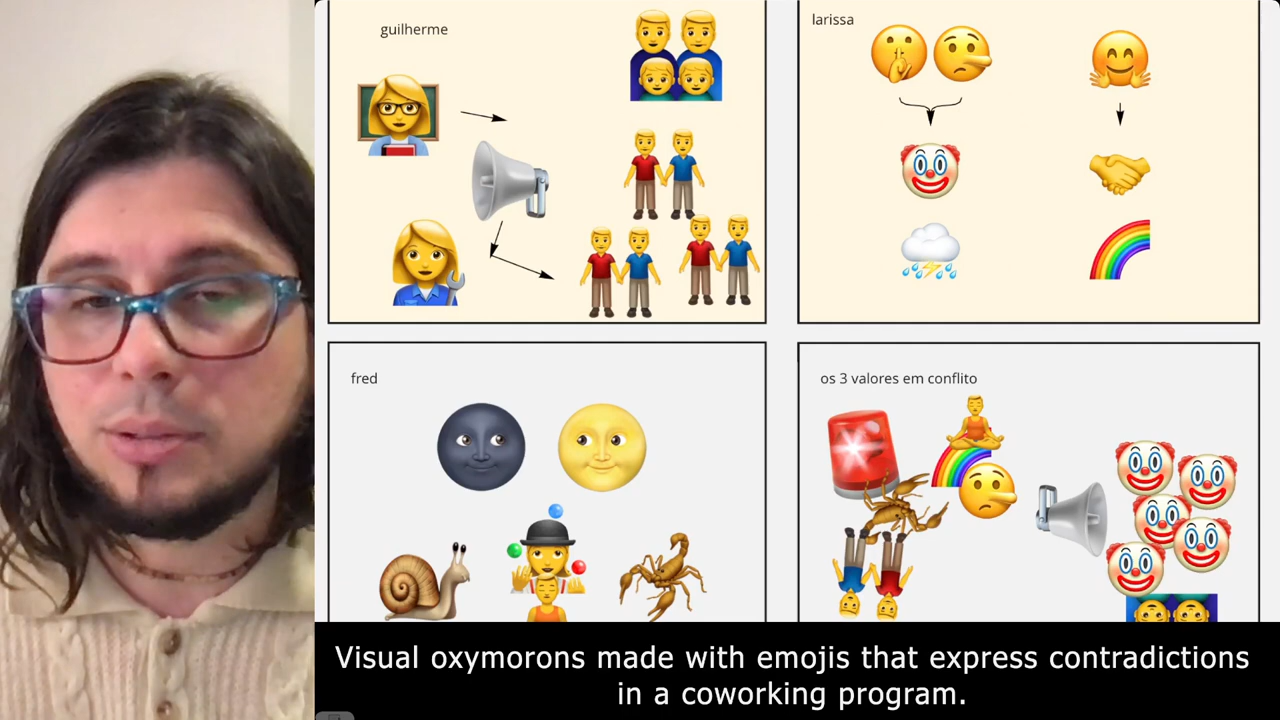 guilherme
larissa
fred
os 3 valores em conflito
Visual oxymorons made with emojis that express contradictions
in a coworking program.